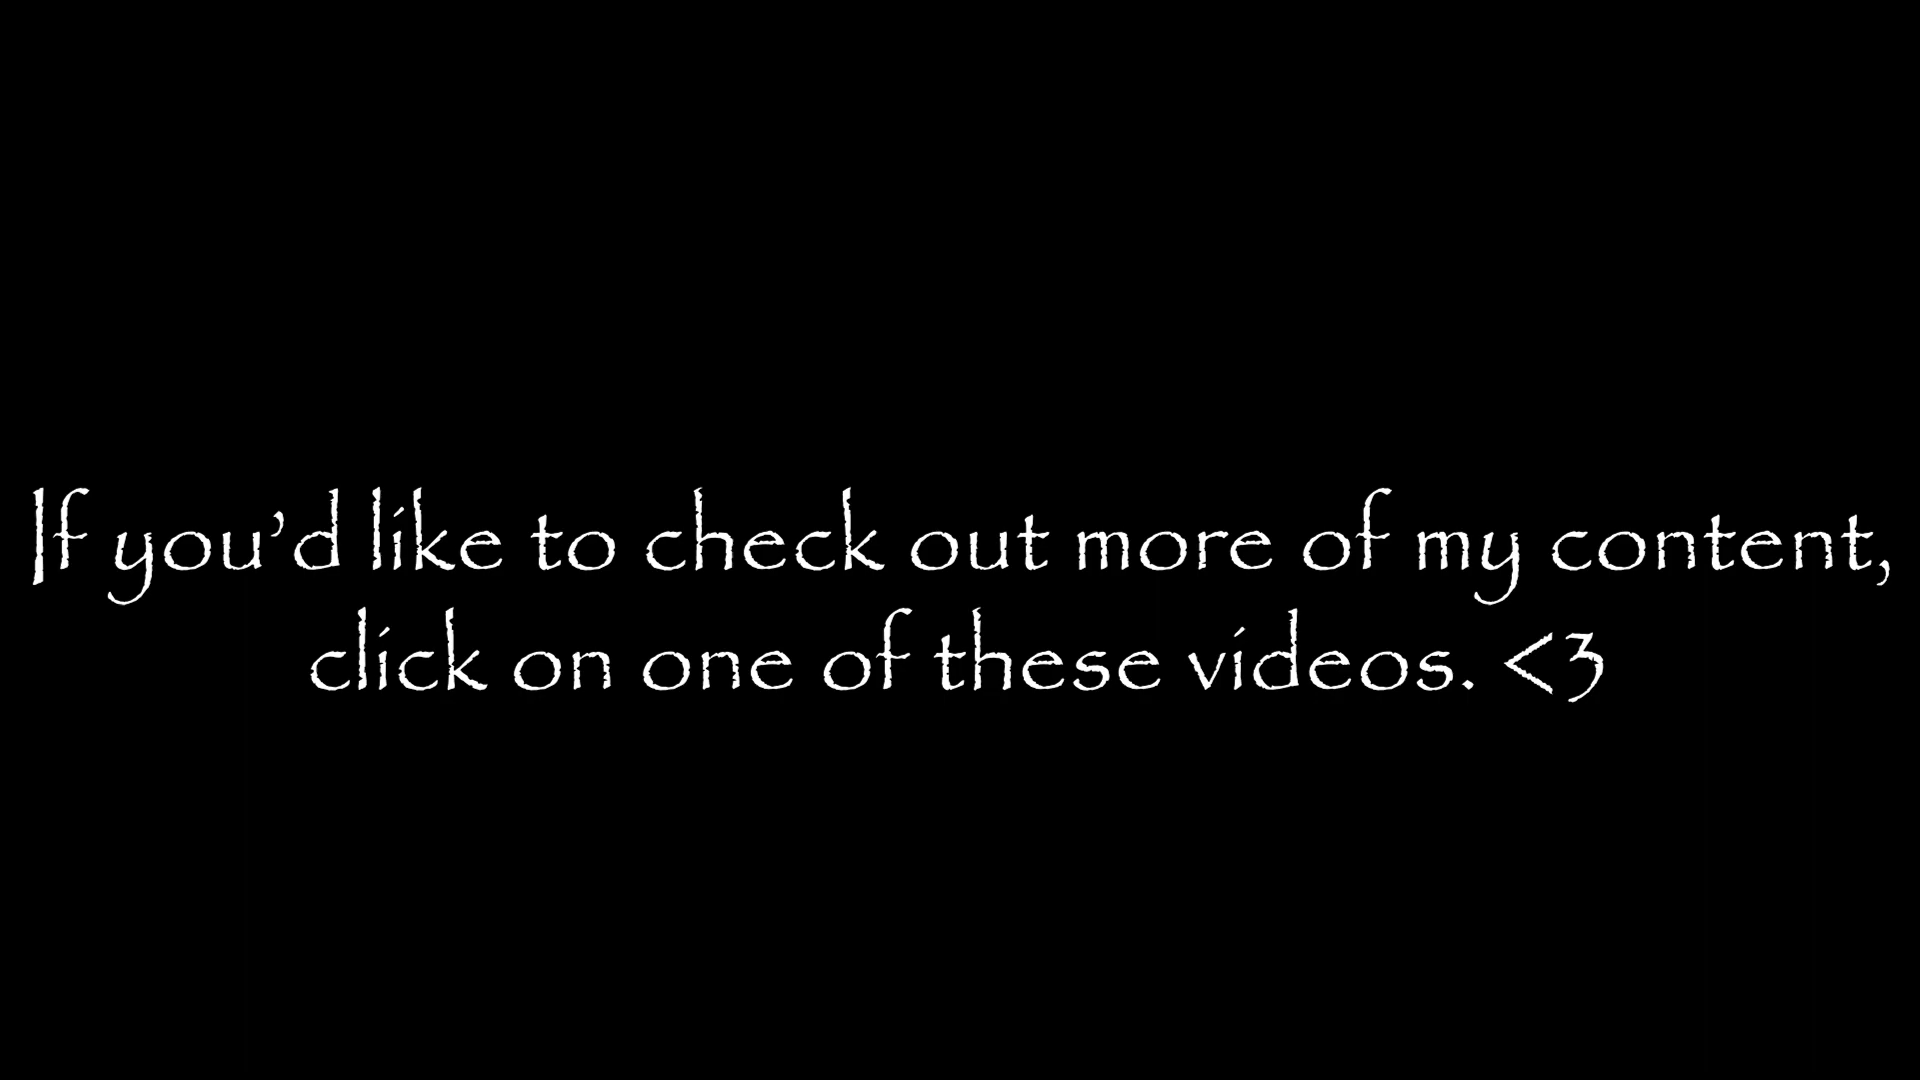 If you’d like to check out more of my content,
click on one of these videos. <3